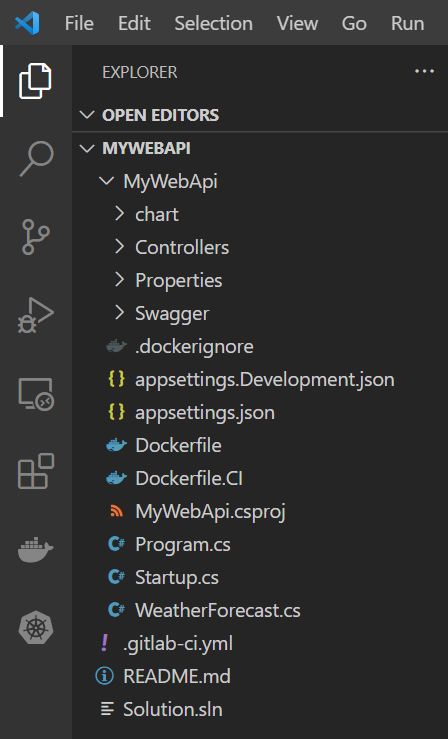 File Edit Selection View Go Run
EXPLORER
OPEN EDITORS
MYWEBAPI
MyWebApi
chart
Controllers
Properties
Swagger
.dockerignore
{} appsettings.Development.json
{} appsettings.json
Dockerfile
Dockerfile.CI
MyWebApi.csproj
C# Program.cs
C# Startup.cs
C# WeatherForecast.cs
! .gitlab-ci.yml
README.md
Solution.sln